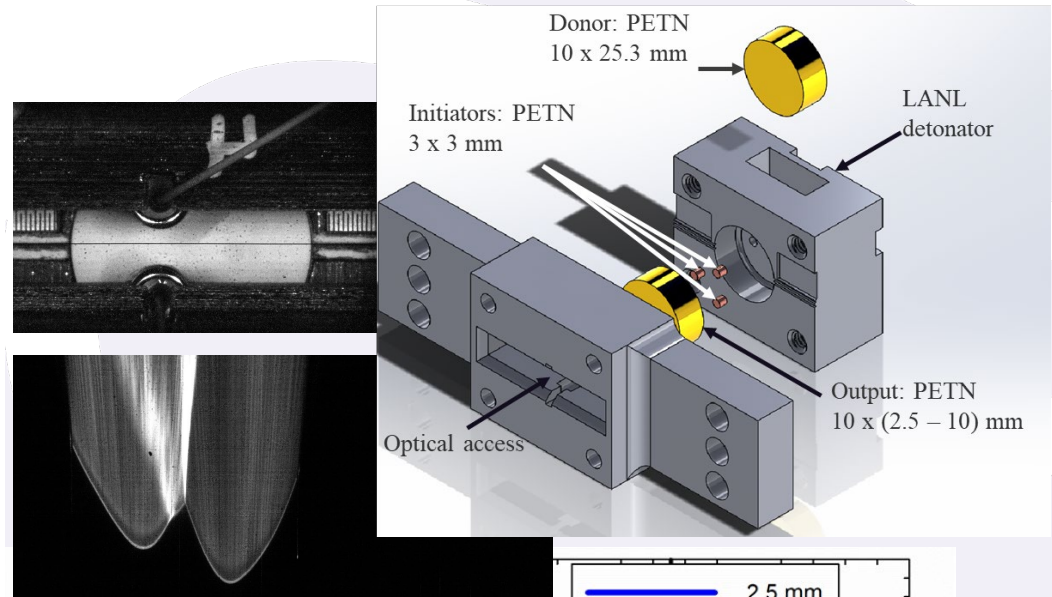 Donor: PETN
10 x 25.3 mm
LANL
detonator
Initiators: PETN
3 x 3 mm
Output: PETN
10 x (2.5 – 10) mm
Optical access
2.5 mm